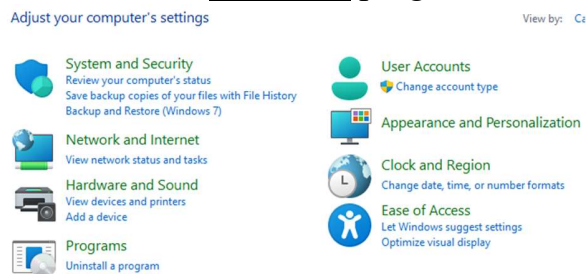 Adjust your computer's settings
View by:
System and Security
Review your computer's status
Save backup copies of your files with File History
Backup and Restore (Windows 7)
Network and Internet
View network status and tasks
Hardware and Sound
View devices and printers
Add a device
Programs
Uninstall a program
User Accounts
Change account type
Appearance and Personalization
Clock and Region
Change date, time, or number formats
Ease of Access
Let Windows suggest settings
Optimize visual display